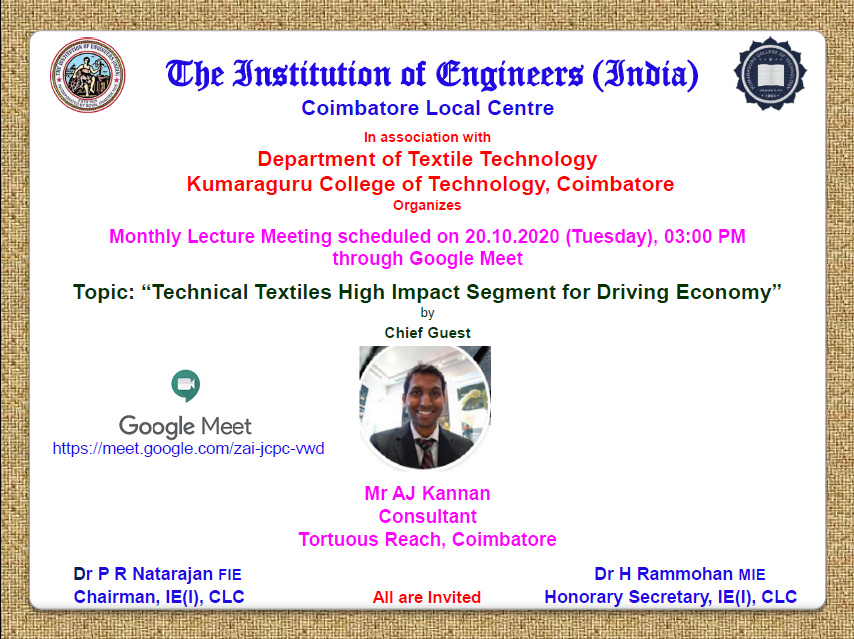 The Institution of Engineers (India)
Coimbatore Local Centre
In association with
Department of Textile Technology
Kumaraguru College of Technology, Coimbatore
Organizes
Monthly Lecture Meeting scheduled on 20.10.2020 (Tuesday), 03:00 PM
through Google Meet
Topic: “Technical Textiles High Impact Segment for Driving Economy”
by
Chief Guest
Google Meet
https://meet.google.com/zai-jcpc-vwd
Mr AJ Kannan
Consultant
Tortuous Reach, Coimbatore
Dr P R Natarajan FIE
Chairman, IE(I), CLC
All are Invited
Dr H Rammohan MIE
Honorary Secretary, IE(I), CLC